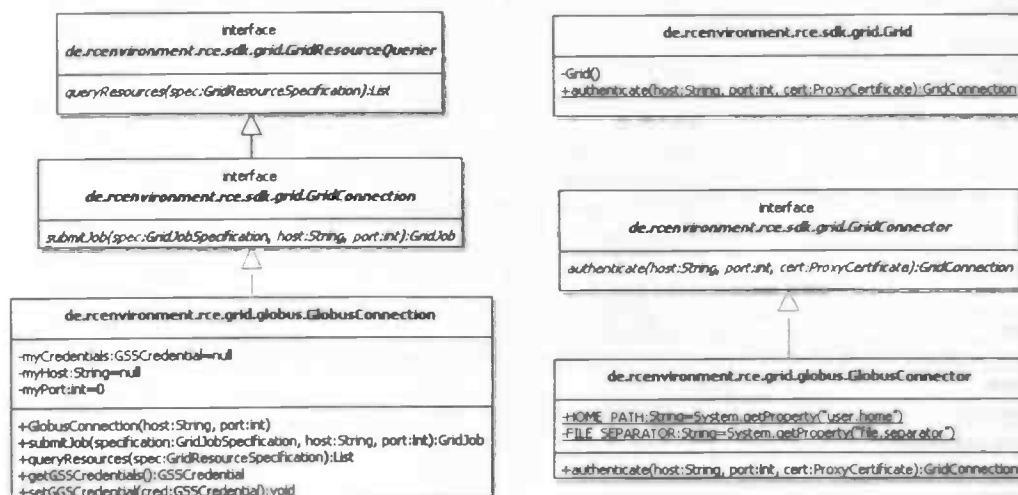 interface
de.rcenvironment.rce.sdk.grid.GridResourceQuerier
queryResources(spec:GridResourceSpecification):List
interface
de.rcenvironment.rce.sdk.grid.GridConnection
submitJob(spec:GridJobSpecification, host:String, port:int):GridJob
de.rcenvironment.rce.grid.globus.GlobusConnection
-myCredentials:GSSCredential=null
-myHost:String=null
-myPort:int=0
+GlobusConnection(host:String, port:int)
+submitJob(specification:GridJobSpecification, host:String, port:int):GridJob
+queryResources(spec:GridResourceSpecification):List
+getGSSCredentials():GSSCredential
+setGGSCredential(cred:GSSCredential):void
de.rcenvironment.rce.sdk.grid.Grid
-Grid()
+authenticate(host:String, port:int, cert:ProxyCertificate):GridConnection
interface
de.rcenvironment.rce.sdk.grid.GridConnector
authenticate(host:String, port:int, cert:ProxyCertificate):GridConnection
de.rcenvironment.rce.grid.globus.GlobusConnector
-HOME_PATH:String=System.getProperty("user.home")
-FILE_SEPARATOR:String=System.getProperty("file.separator")
+authenticate(host:String, port:int, cert:ProxyCertificate):GridConnection